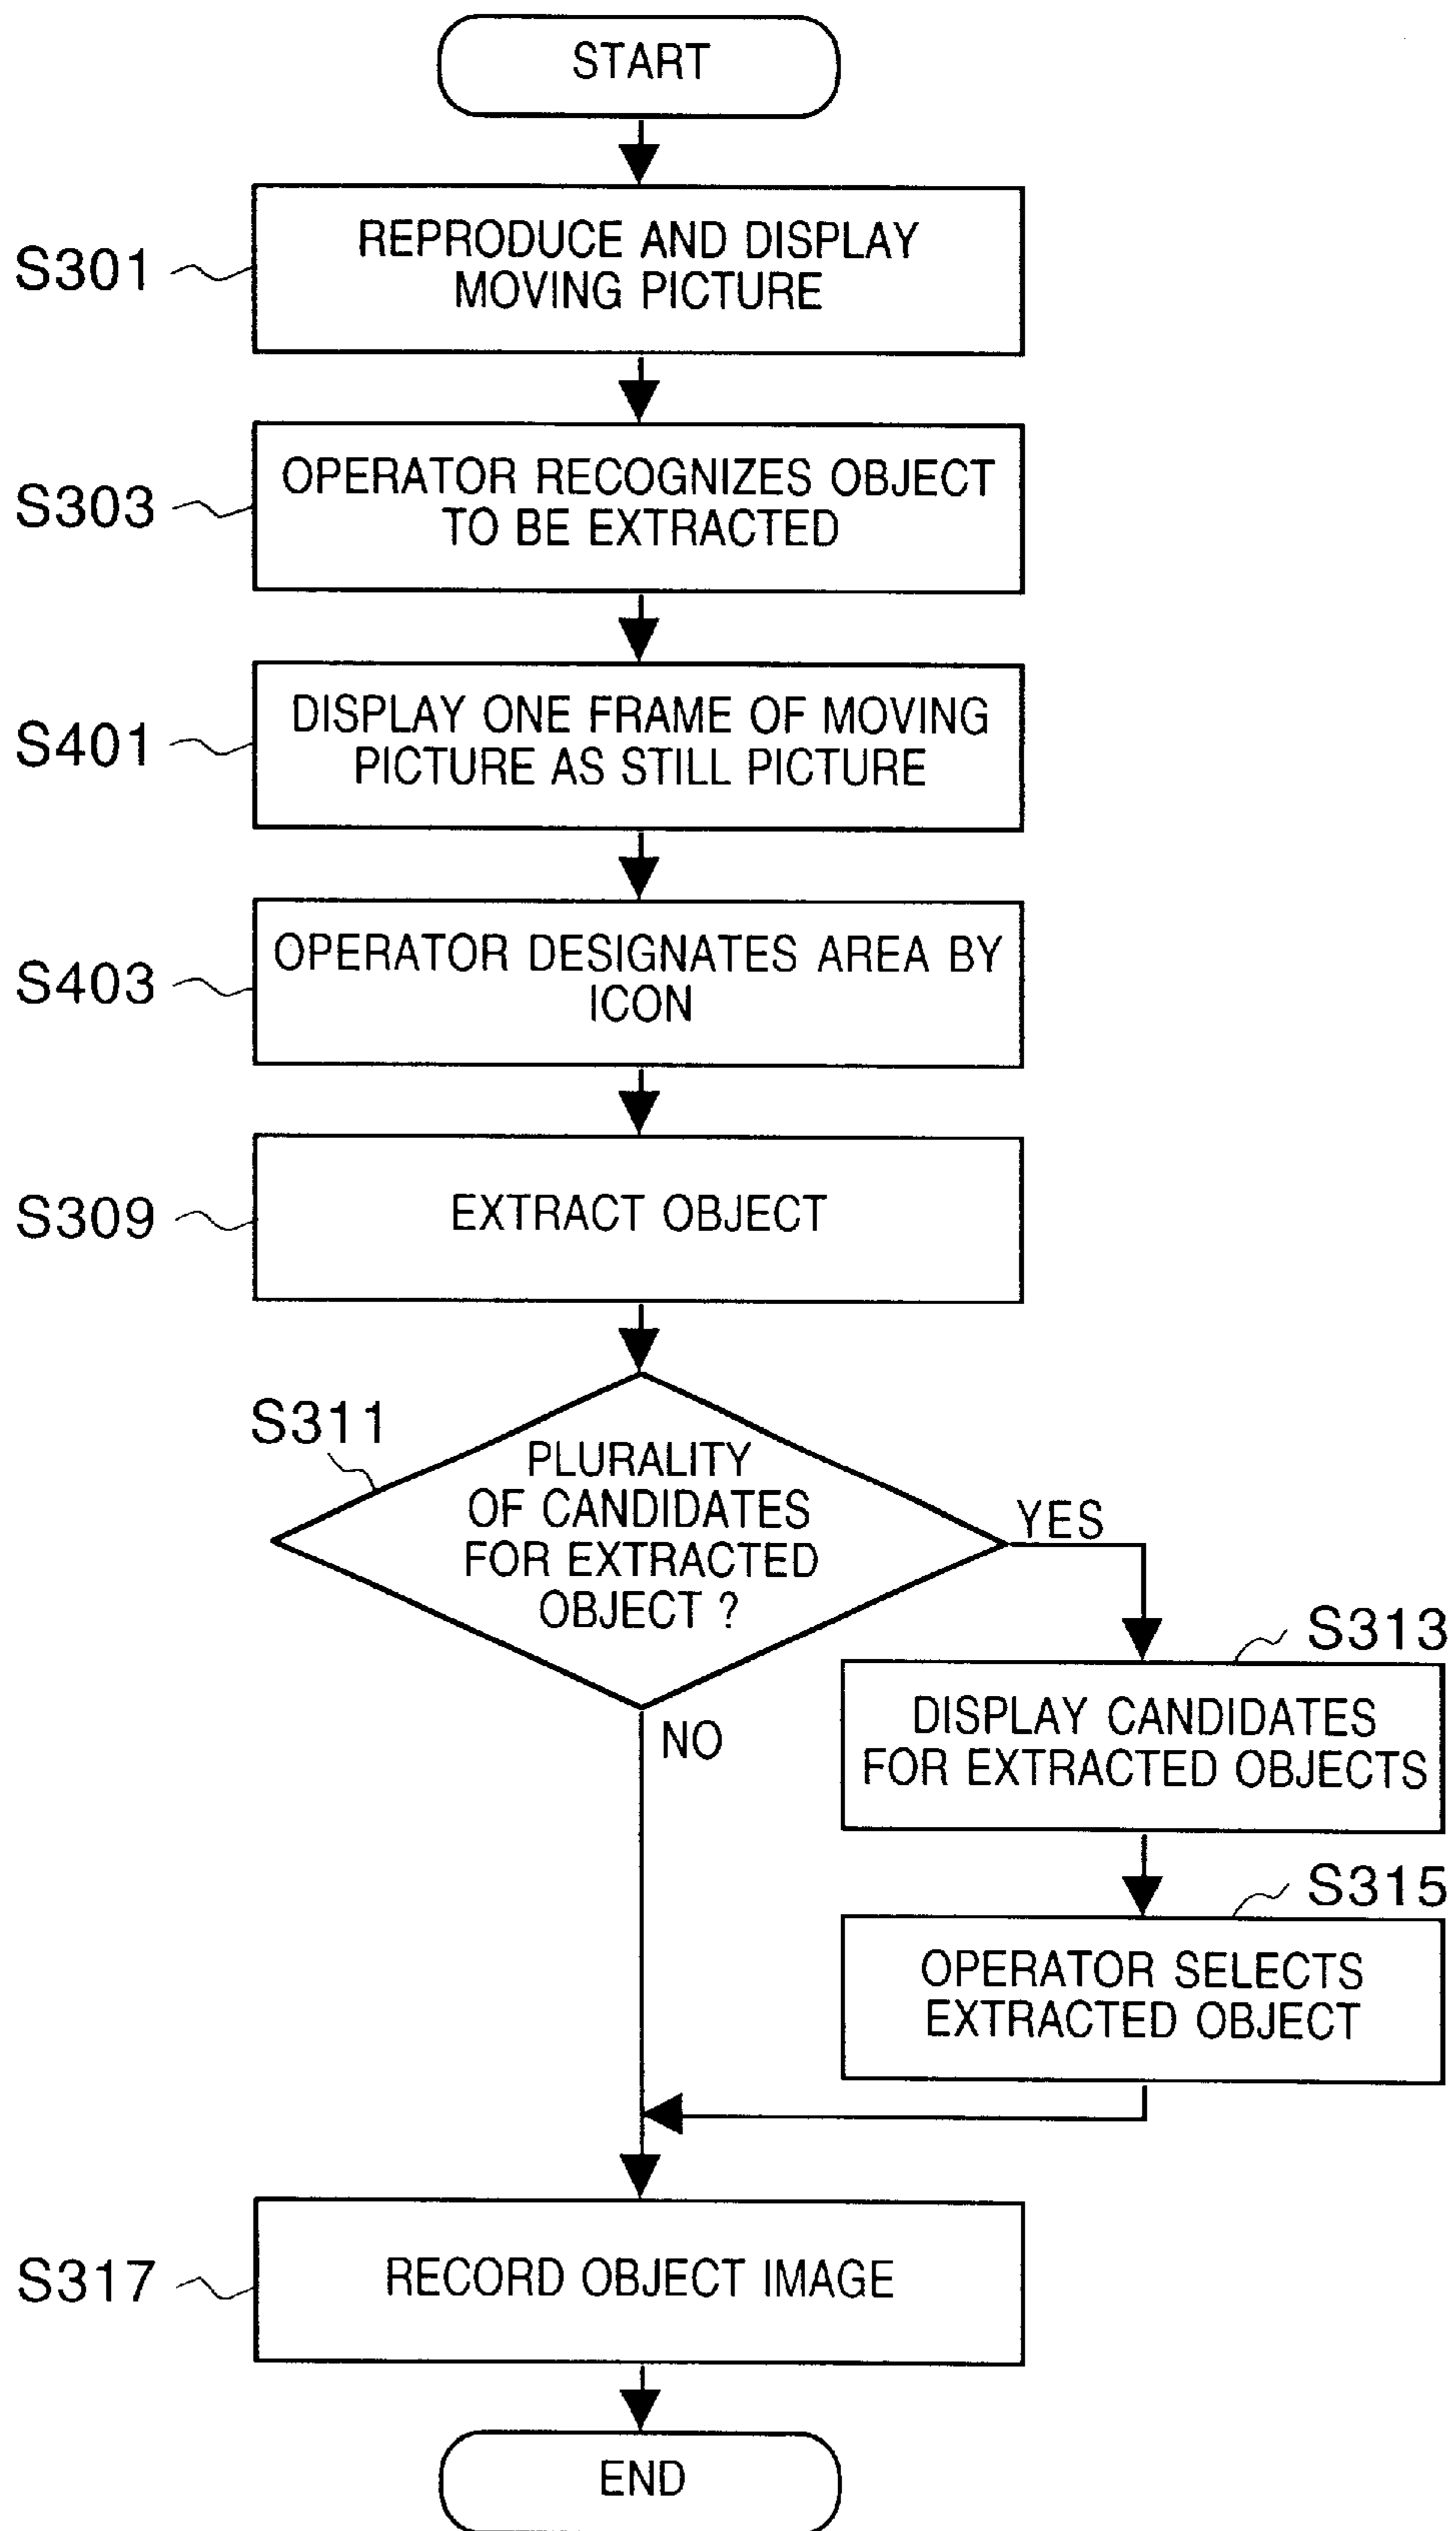 START
S301
REPRODUCE AND DISPLAY
MOVING PICTURE
S303
OPERATOR RECOGNIZES OBJECT
TO BE EXTRACTED
S401
DISPLAY ONE FRAME OF MOVING
PICTURE AS STILL PICTURE
S403
OPERATOR DESIGNATES AREA BY
ICON
S309
EXTRACT OBJECT
S311
PLURALITY
OF CANDIDATES
FOR EXTRACTED
OBJECT ?
YES
NO
S313
DISPLAY CANDIDATES
FOR EXTRACTED OBJECTS
S315
OPERATOR SELECTS
EXTRACTED OBJECT
S317
RECORD OBJECT IMAGE
END